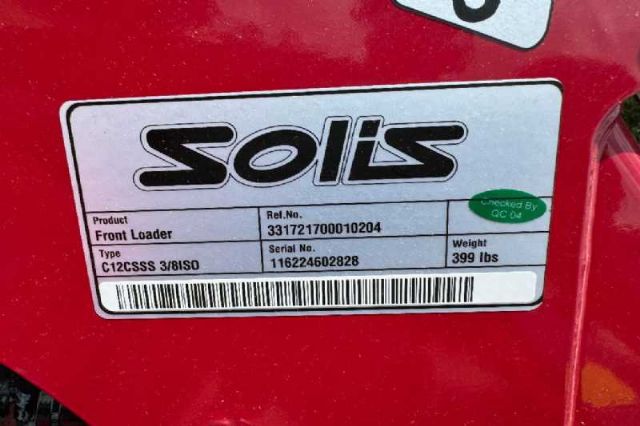 Solis
Product
Front Loader
Ref.No.
331721700010204
Type
C12CSSS 3/8ISO
Serial No.
116224602828
Weight
399 lbs
Checked By
QC 04